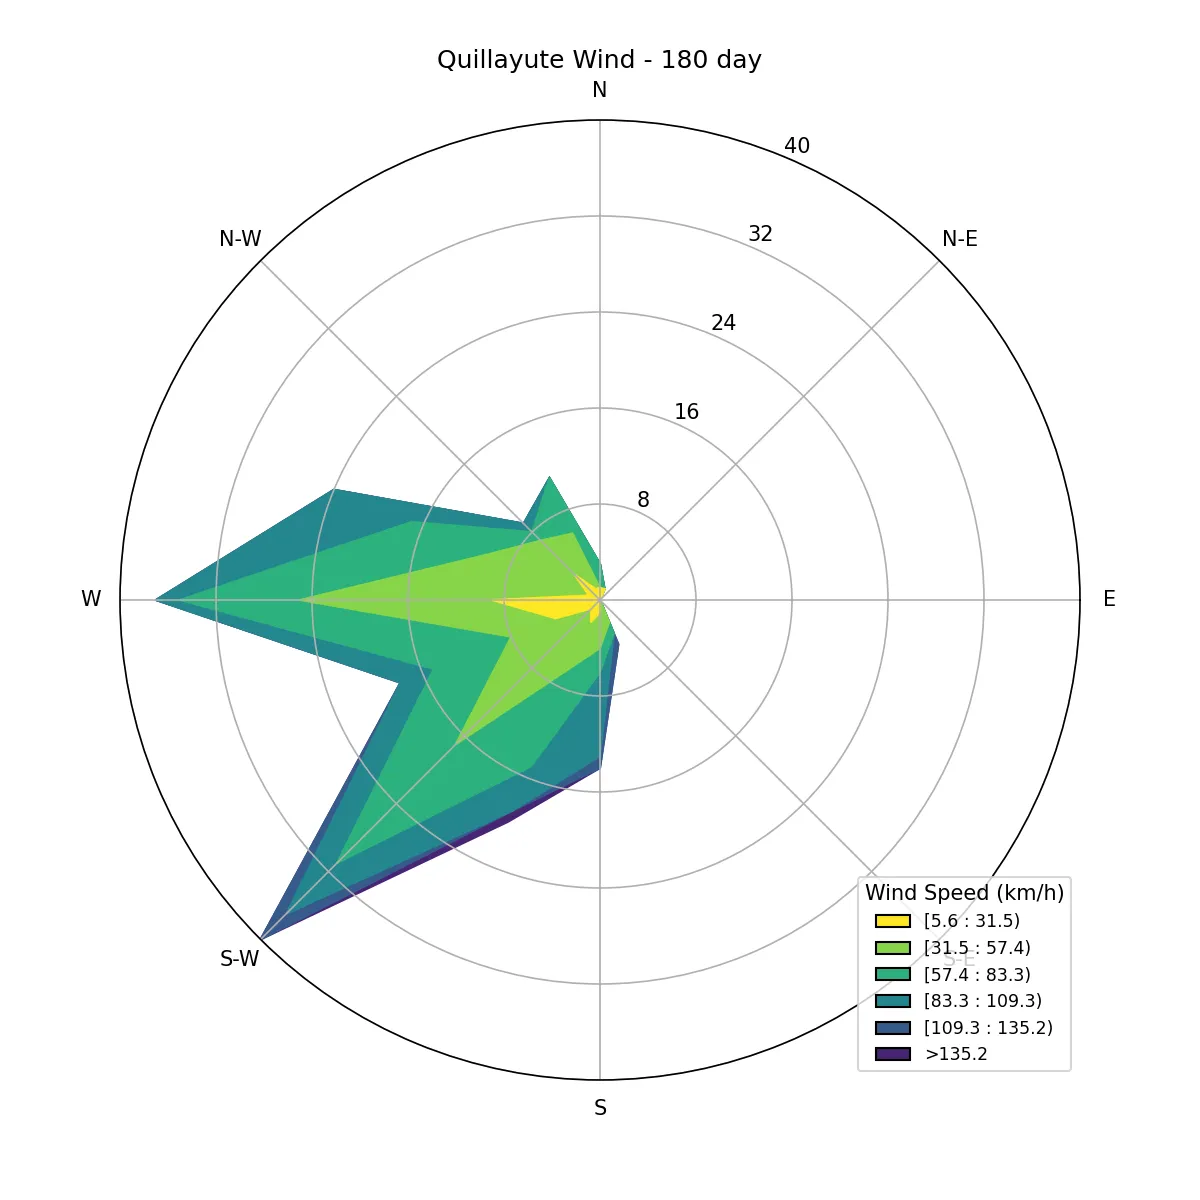 Quillayute Wind - 180 day
N
40
N-W
32
N-E
24
16
8
W
E
S-W
S-E
S
Wind Speed (km/h)
[5.6 : 31.5)
[31.5 : 57.4)
[57.4 : 83.3)
[83.3 : 109.3)
[109.3 : 135.2)
>135.2